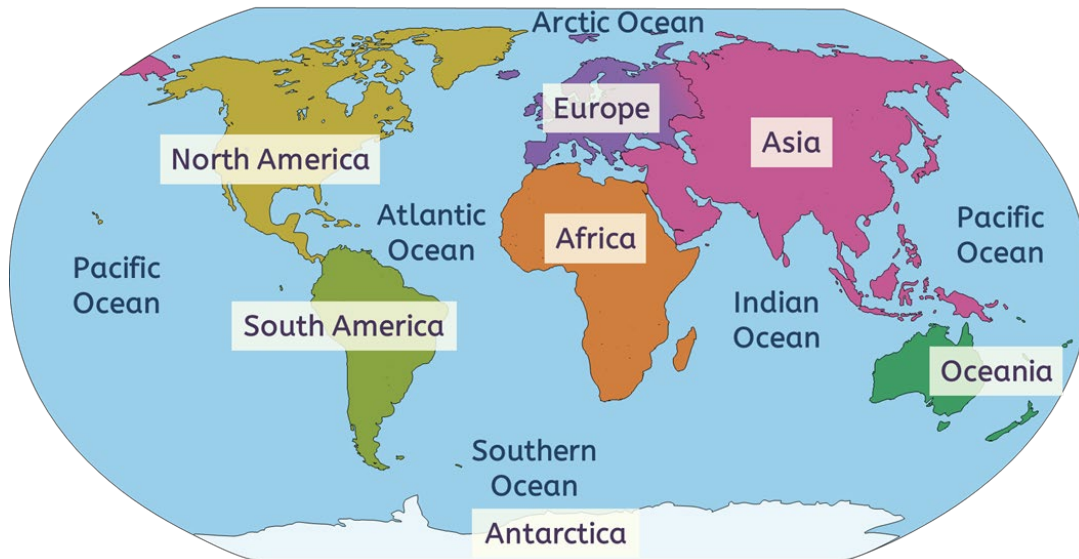 Arctic Ocean
Europe
Asia
North America
Atlantic
Ocean
Africa
Pacific
Ocean
Pacific
Ocean
Indian
Ocean
South America
Oceania
Southern
Ocean
Antarctica